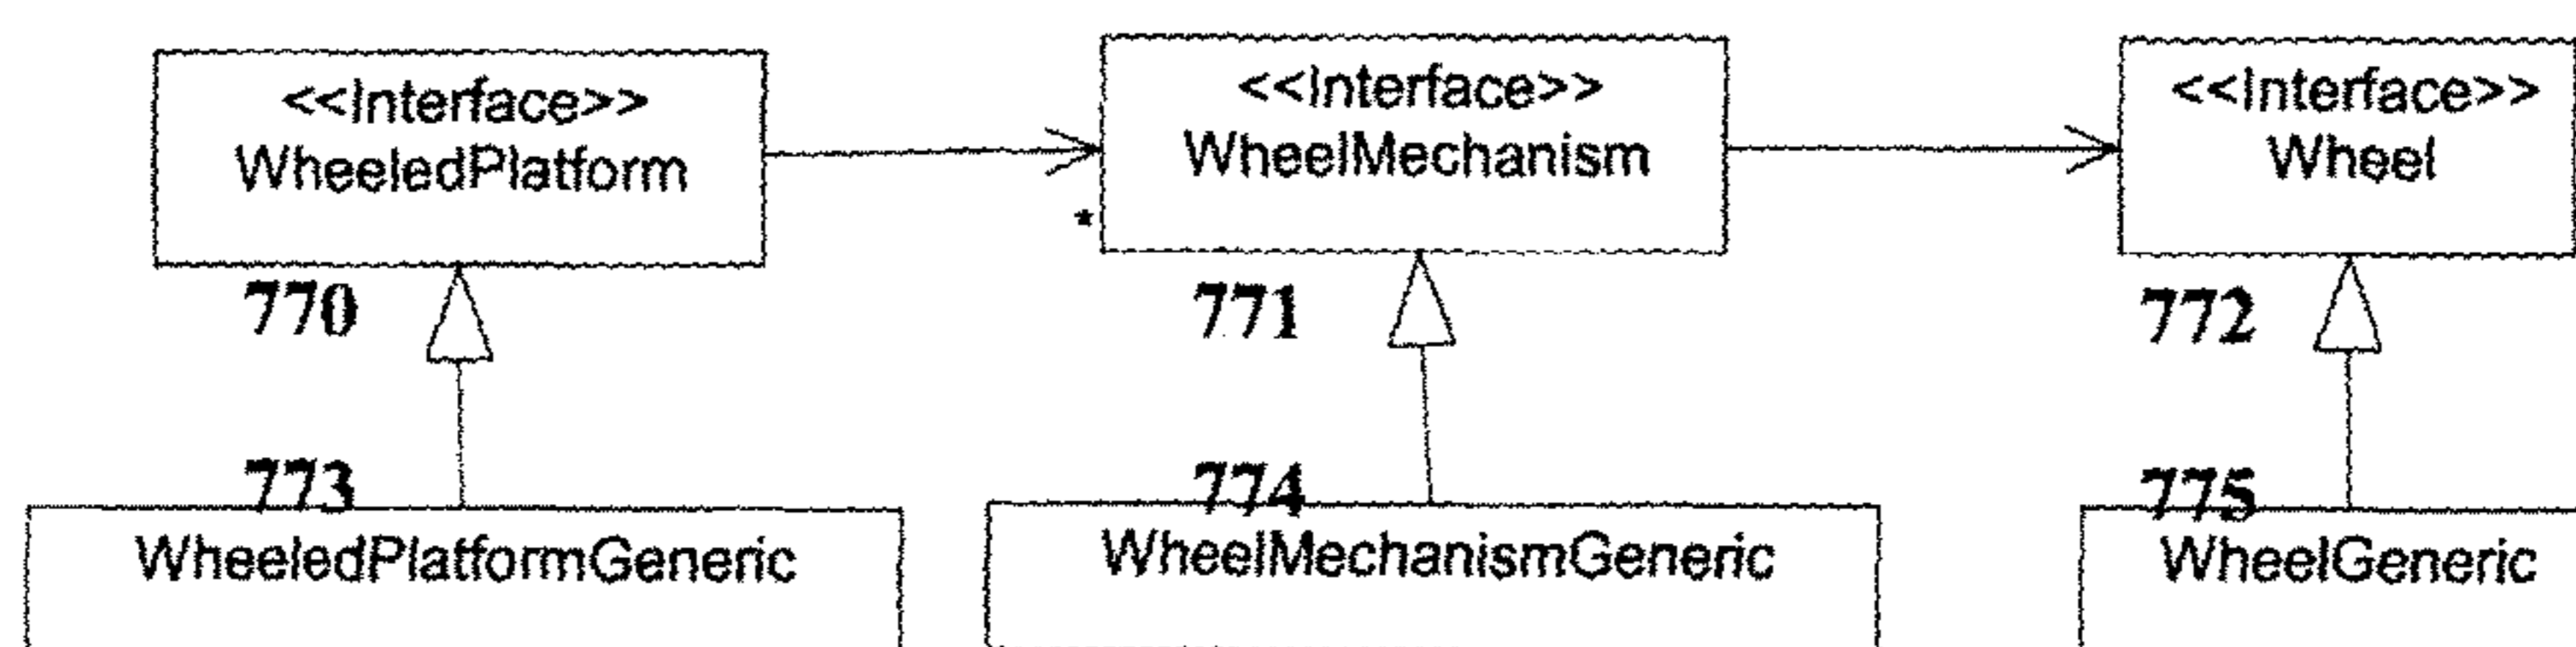 <<Interface>>
WheeledPlatform
<<Interface>>
WheelMechanism
<<Interface>>
Wheel
*
770
771
772
773
774
775
WheeledPlatformGeneric
WheelMechanismGeneric
WheelGeneric